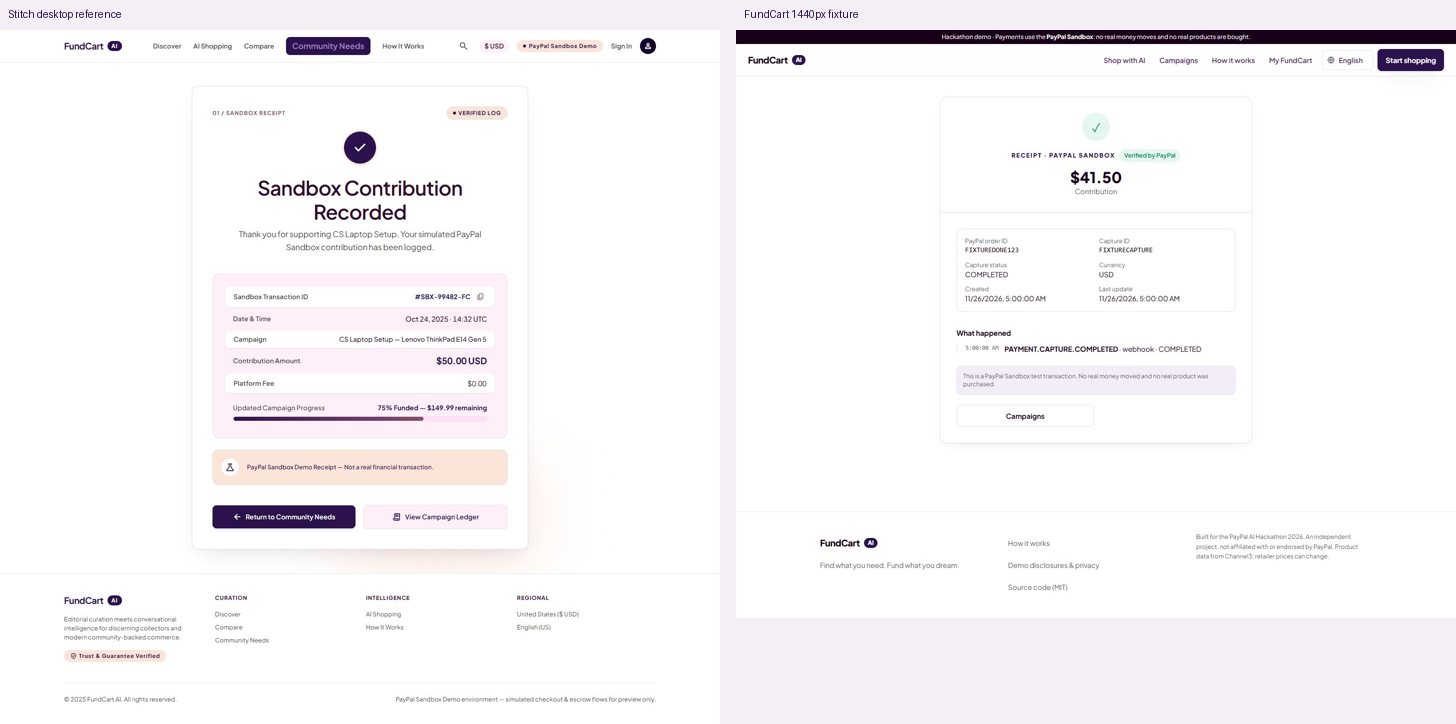 Stitch desktop reference
FundCart AI
Discover
AI Shopping
Compare
Community Needs
How It Works
$ USD
PayPal Sandbox Demo
Sign In
01 / SANDBOX RECEIPT
VERIFIED LOG
Sandbox Contribution
Recorded
Thank you for supporting CS Laptop Setup. Your simulated PayPal
Sandbox contribution has been logged.
Sandbox Transaction ID
#SBX-99482-FC
Date & Time
Oct 24, 2025 · 14:32 UTC
Campaign
CS Laptop Setup — Lenovo ThinkPad E14 Gen 5
Contribution Amount
$50.00 USD
Platform Fee
$0.00
Updated Campaign Progress
75% Funded — $149.99 remaining
PayPal Sandbox Demo Receipt — Not a real financial transaction.
Return to Community Needs
View Campaign Ledger
FundCart AI
Editorial curation meets conversational
intelligence for discerning collectors and
modern community-backed commerce.
Trust & Guarantee Verified
CURATION
Discover
Compare
Community Needs
INTELLIGENCE
AI Shopping
How It Works
REGIONAL
United States ($ USD)
English (US)
© 2025 FundCart AI. All rights reserved.
PayPal Sandbox Demo environment — simulated checkout & escrow flows for preview only.
FundCart 1440px fixture
Hackathon demo · Payments use the PayPal Sandbox: no real money moves and no real products are bought.
FundCart AI
Shop with AI
Campaigns
How it works
My FundCart
English
Start shopping
RECEIPT · PAYPAL SANDBOX
Verified by PayPal
$41.50
Contribution
PayPal order ID
FIXTUREDONE123
Capture ID
FIXTURECAPTURE
Capture status
COMPLETED
Currency
USD
Created
11/26/2026, 5:00:00 AM
Last update
11/26/2026, 5:00:00 AM
What happened
5:00:00 AM PAYMENT.CAPTURE.COMPLETED · webhook · COMPLETED
This is a PayPal Sandbox test transaction. No real money moved and no real product was
purchased.
Campaigns
FundCart AI
Find what you need. Fund what you dream.
How it works
Demo disclosures & privacy
Source code (MIT)
Built for the PayPal AI Hackathon 2026. An independent
project, not affiliated with or endorsed by PayPal. Product
data from Channel3; retailer prices can change.